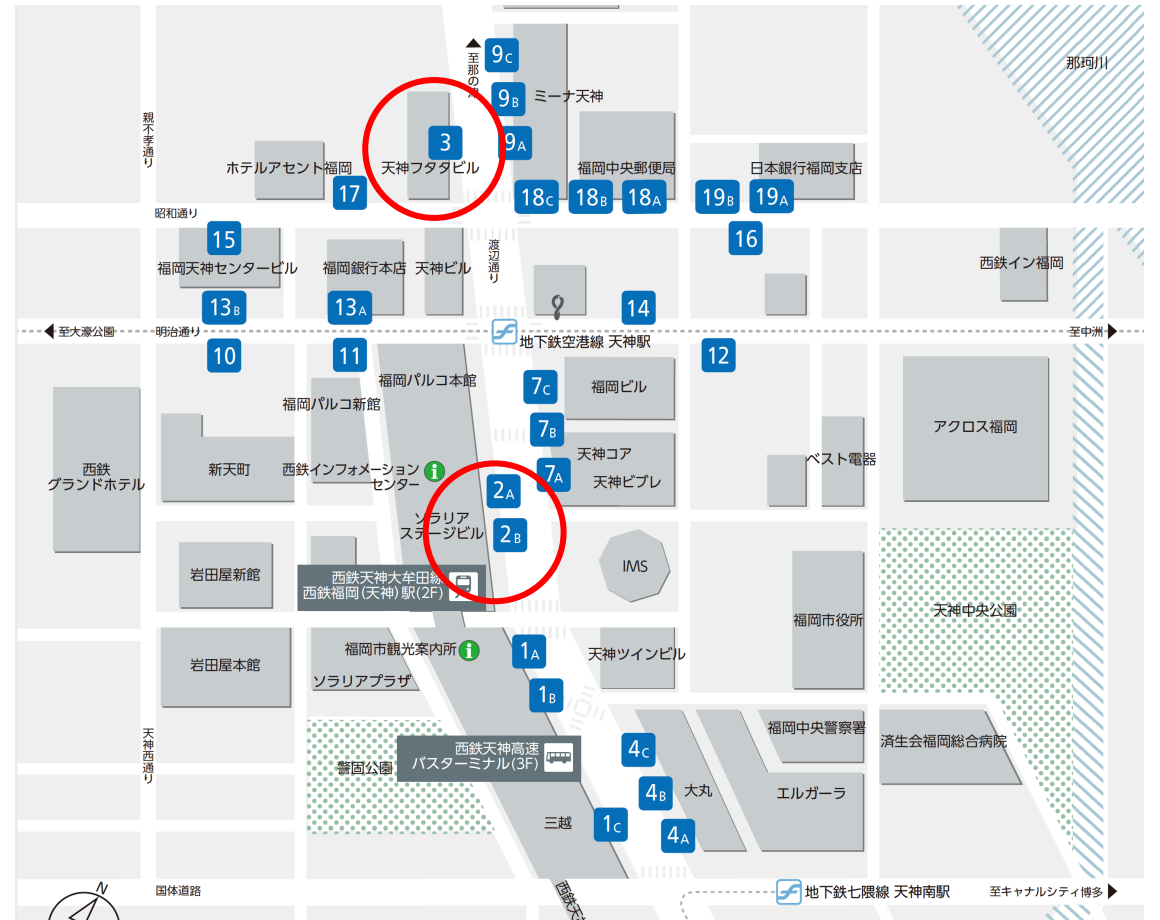 至那の津
9C
9B
9A
ミーナ天神
那珂川
親不孝通り
3
ホテルアセント福岡
天神フタタビル
福岡中央郵便局
日本銀行福岡支店
17
18C
18B
18A
19B
19A
昭和通り
15
16
渡辺通り
福岡天神センタービル
福岡銀行本店
天神ビル
西鉄イン福岡
13B
13A
14
至大濠公園
明治通り
地下鉄空港線 天神駅
至中洲
10
11
12
福岡パルコ本館
7C
福岡ビル
福岡パルコ新館
7B
アクロス福岡
天神コア
西鉄
グランドホテル
新天町
西鉄インフォメーション
センター
7A
天神ビブレ
ベスト電器
2A
ソラリア
ステージビル
2B
岩田屋新館
西鉄天神大牟田線
西鉄福岡(天神)駅(2F)
IMS
福岡市役所
天神中央公園
岩田屋本館
福岡市観光案内所
1A
天神ツインビル
ソラリアプラザ
1B
天神西通り
警固公園
西鉄天神高速
バスターミナル(3F)
4C
福岡中央警察署
済生会福岡総合病院
4B
大丸
エルガーラ
三越
1C
4A
N
国体道路
西鉄天
地下鉄七隈線 天神南駅
至キャナルシティ博多